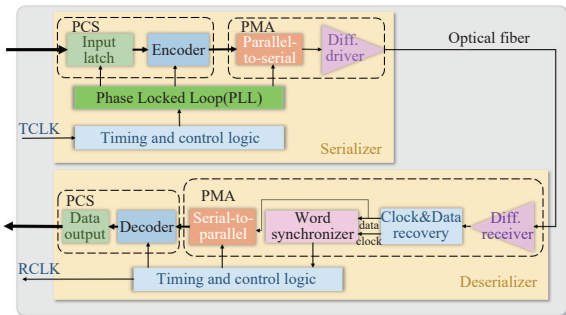 PCS
PMA
Input
latch
Encoder
Parallel-
to-serial
Diff.
driver
Optical fiber
Phase Locked Loop(PLL)
TCLK
Timing and control logic
Serializer
PCS
PMA
Data
output
Decoder
Serial-to-
parallel
Word
synchronizer
data
clock
Clock&Data
recovery
Diff.
receiver
RCLK
Timing and control logic
Deserializer